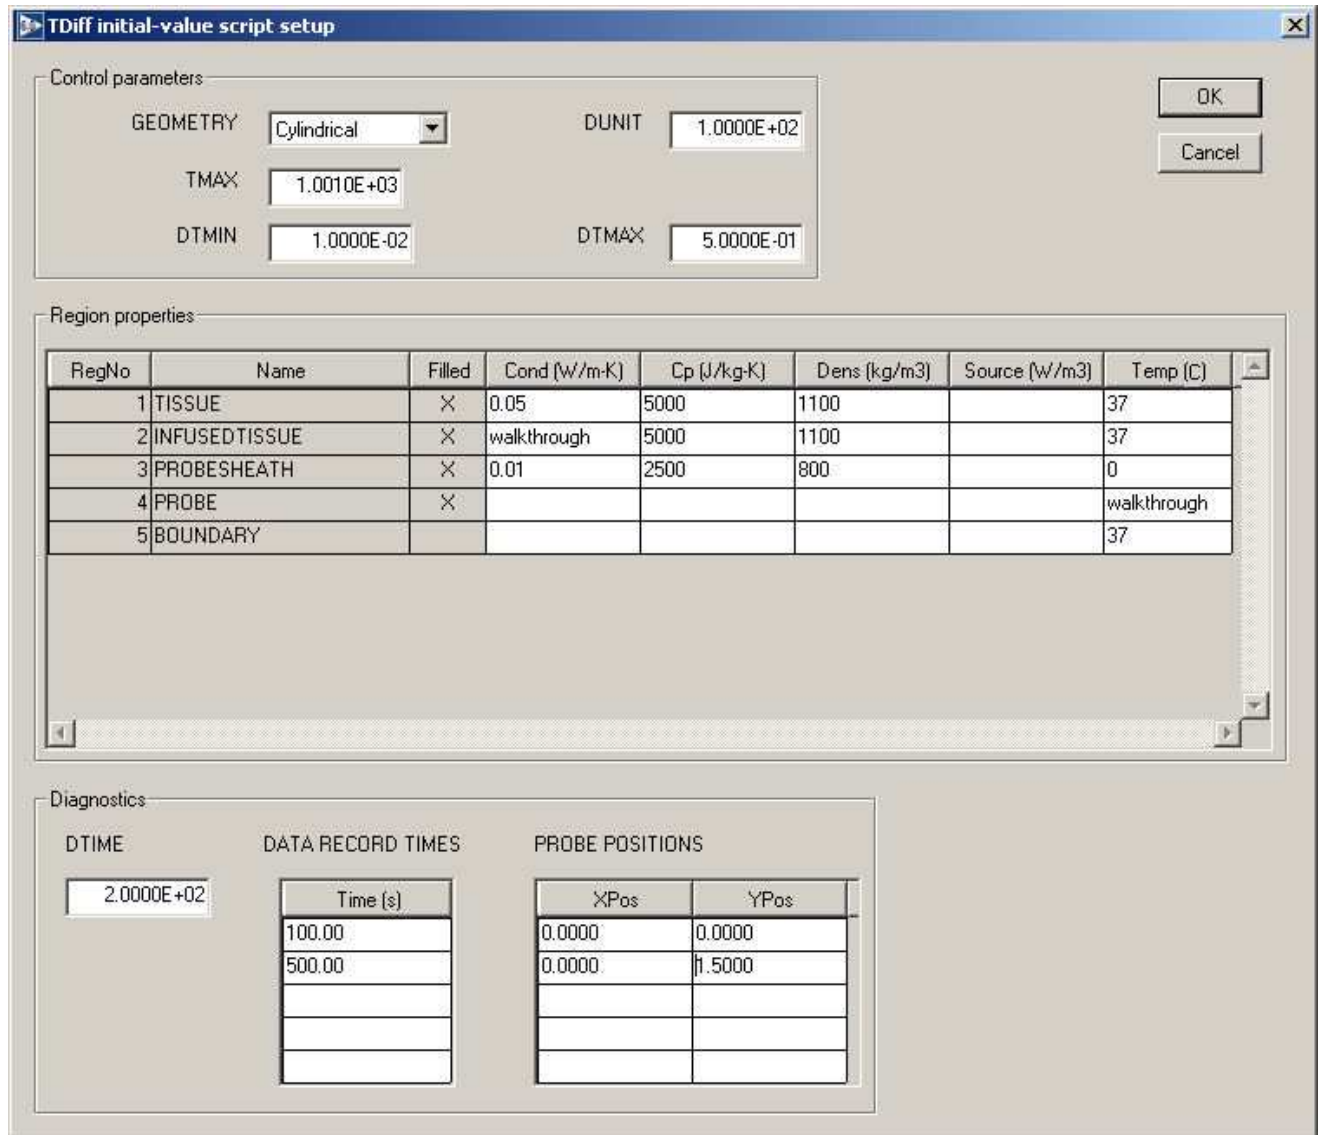 TDiff initial-value script setup
Control parameters
GEOMETRY Cylindrical DUNIT 1.0000E+02 OK
Cancel
TMAX 1.0010E+03
DTMIN 1.0000E-02 DTMAX 5.0000E-01
Region properties
RegNo Name Filled Cond (W/m-K) Cp (J/kg-K) Dens (kg/m3) Source (W/m3) Temp (C)
1 TISSUE X 0.05 5000 1100 37
2 INFUSEDTISSUE X walkthrough 5000 1100 37
3 PROBESHEATH X 0.01 2500 800 0
4 PROBE X walkthrough
5 BOUNDARY 37
Diagnostics
DTIME DATA RECORD TIMES PROBE POSITIONS
2.0000E+02 Time (s) XPos YPos
100.00 0.0000 0.0000
500.00 0.0000 1.5000